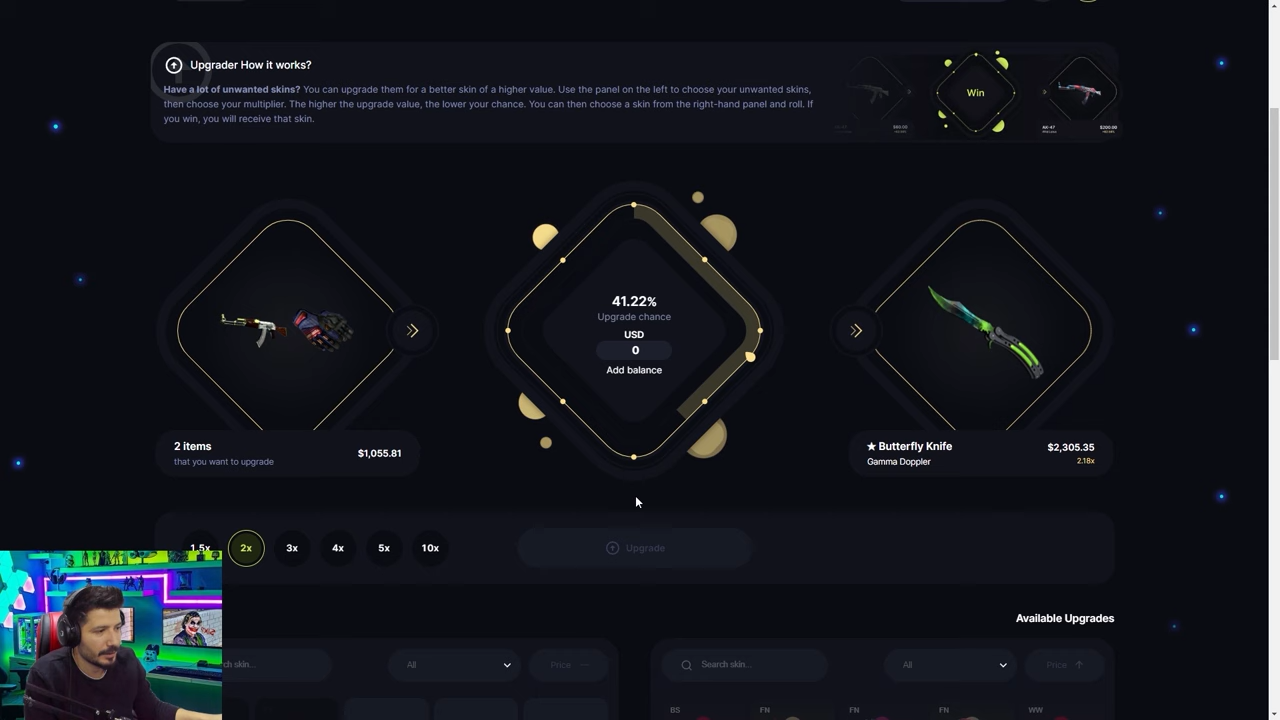 Upgrader How it works?
Have a lot of unwanted skins? You can upgrade them for a better skin of a higher value. Use the panel on the left to choose your unwanted skins,
then choose your multiplier. The higher the upgrade value, the lower your chance. You can then choose a skin from the right-hand panel and roll. If
you win, you will receive that skin.
Win
AK-47
$200.00
41.22%
Upgrade chance
USD
0
Add balance
2 items
that you want to upgrade
$1,055.81
★ Butterfly Knife
Gamma Doppler
$2,305.35
2.18x
1.5x
2x
3x
4x
5x
10x
Upgrade
Available Upgrades
skin...
All
Price
Search skin...
All
Price
BS
FN
FN
FN
WW